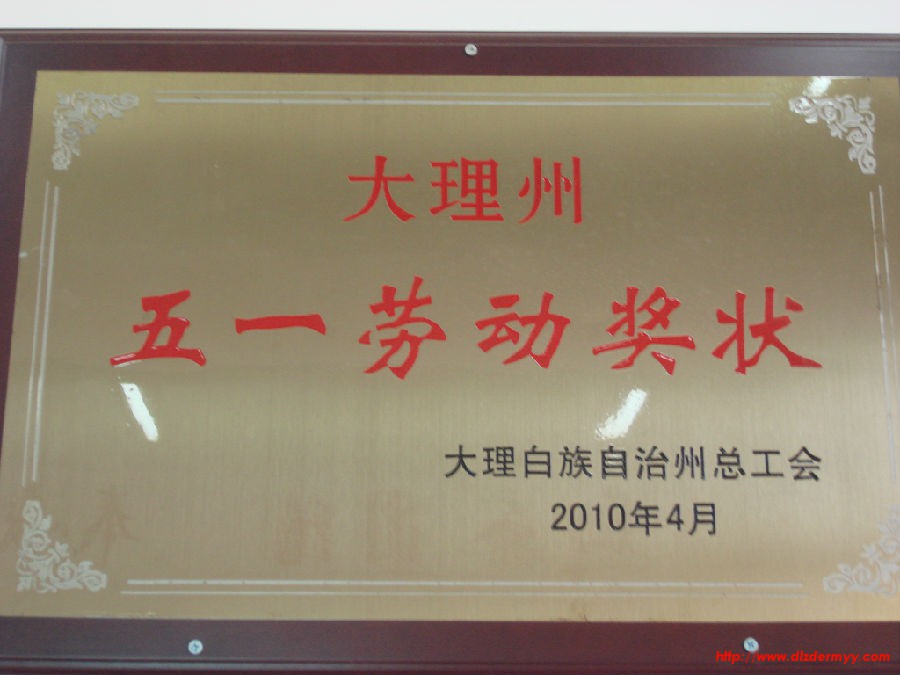 大理州
五一劳动奖状
大理白族自治州总工会
2010年4月
http://www.dlzdermyy.com